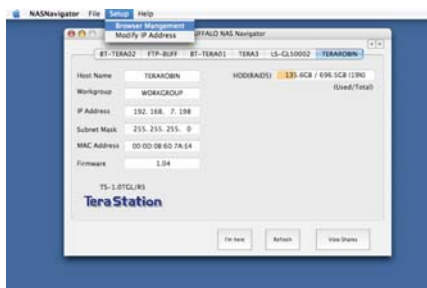 NASNavigator File Setup Help
Browser Mangement
Modify IP Address
BUFFALO NAS Navigator
BT-TERA02 FTP-BUFF BT-TERA01 TERA3 LS-GL50002 TERAROBIN
Host Name TERAROBIN HDD(RAID5) 135.6GB / 696.5GB (19%)
(Used/Total)
Workgroup WORKGROUP
IP Address 192. 168. 7. 198
Subnet Mask 255. 255. 255. 0
MAC Address 00:0D:0B:60:7A:64
Firmware 1.04
TS-1.0TGL/R5
TeraStation
I'm here Refresh View Shares